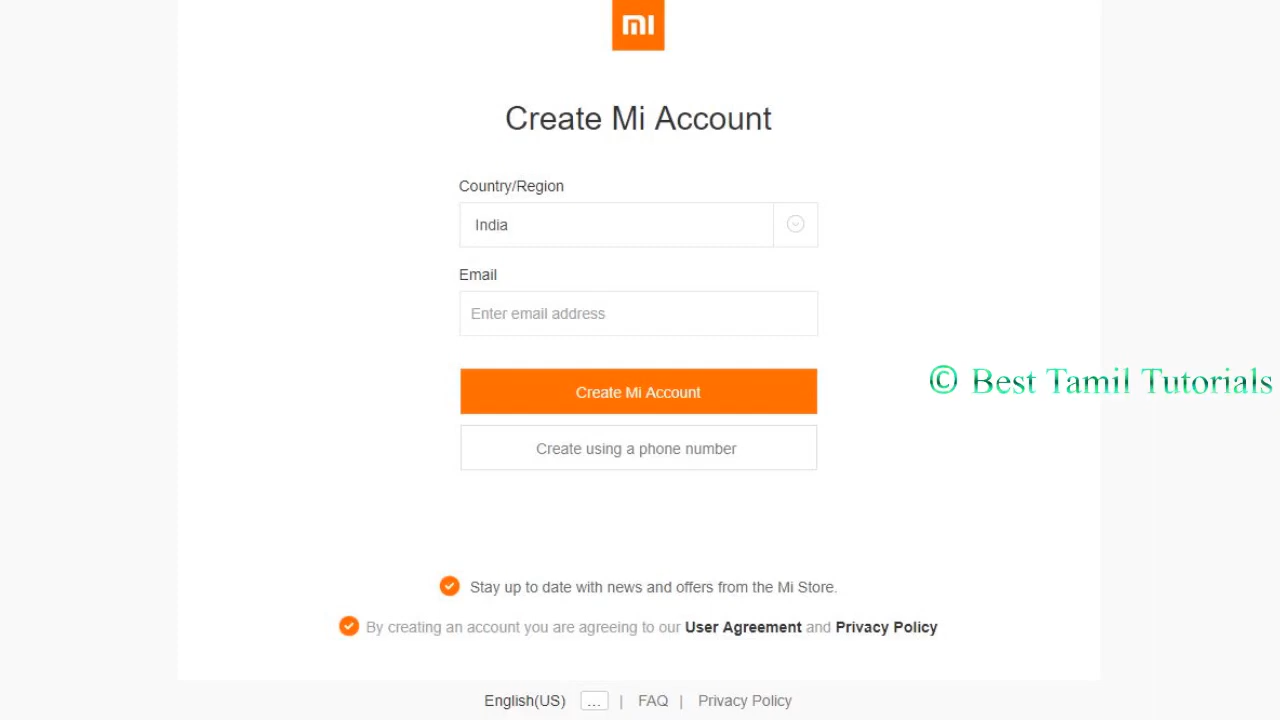 mi
Create Mi Account
Country/Region
India
Email
Enter email address
Create Mi Account
© Best Tamil Tutorials
Create using a phone number
Stay up to date with news and offers from the Mi Store.
By creating an account you are agreeing to our User Agreement and Privacy Policy
English(US) ... | FAQ | Privacy Policy